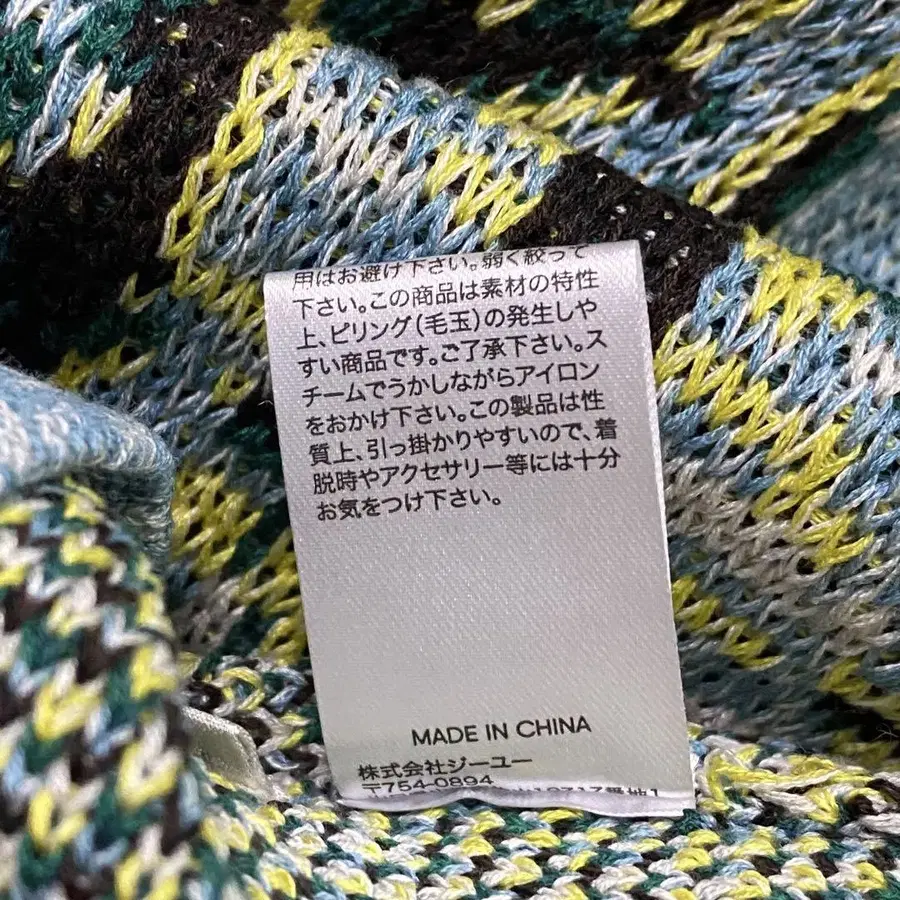 用はお避け下さい。弱く絞って
下さい。この商品は素材の特性
上、ピリング(毛玉)の発生しや
すい商品です。ご了承下さい。ス
チームでうかしながらアイロン
をおかけ下さい。この製品は性
質上、引っ掛かりやすいので、着
脱時やアクセサリー等には十分
お気をつけ下さい。
MADE IN CHINA
株式会社ジーユー
〒754-0894